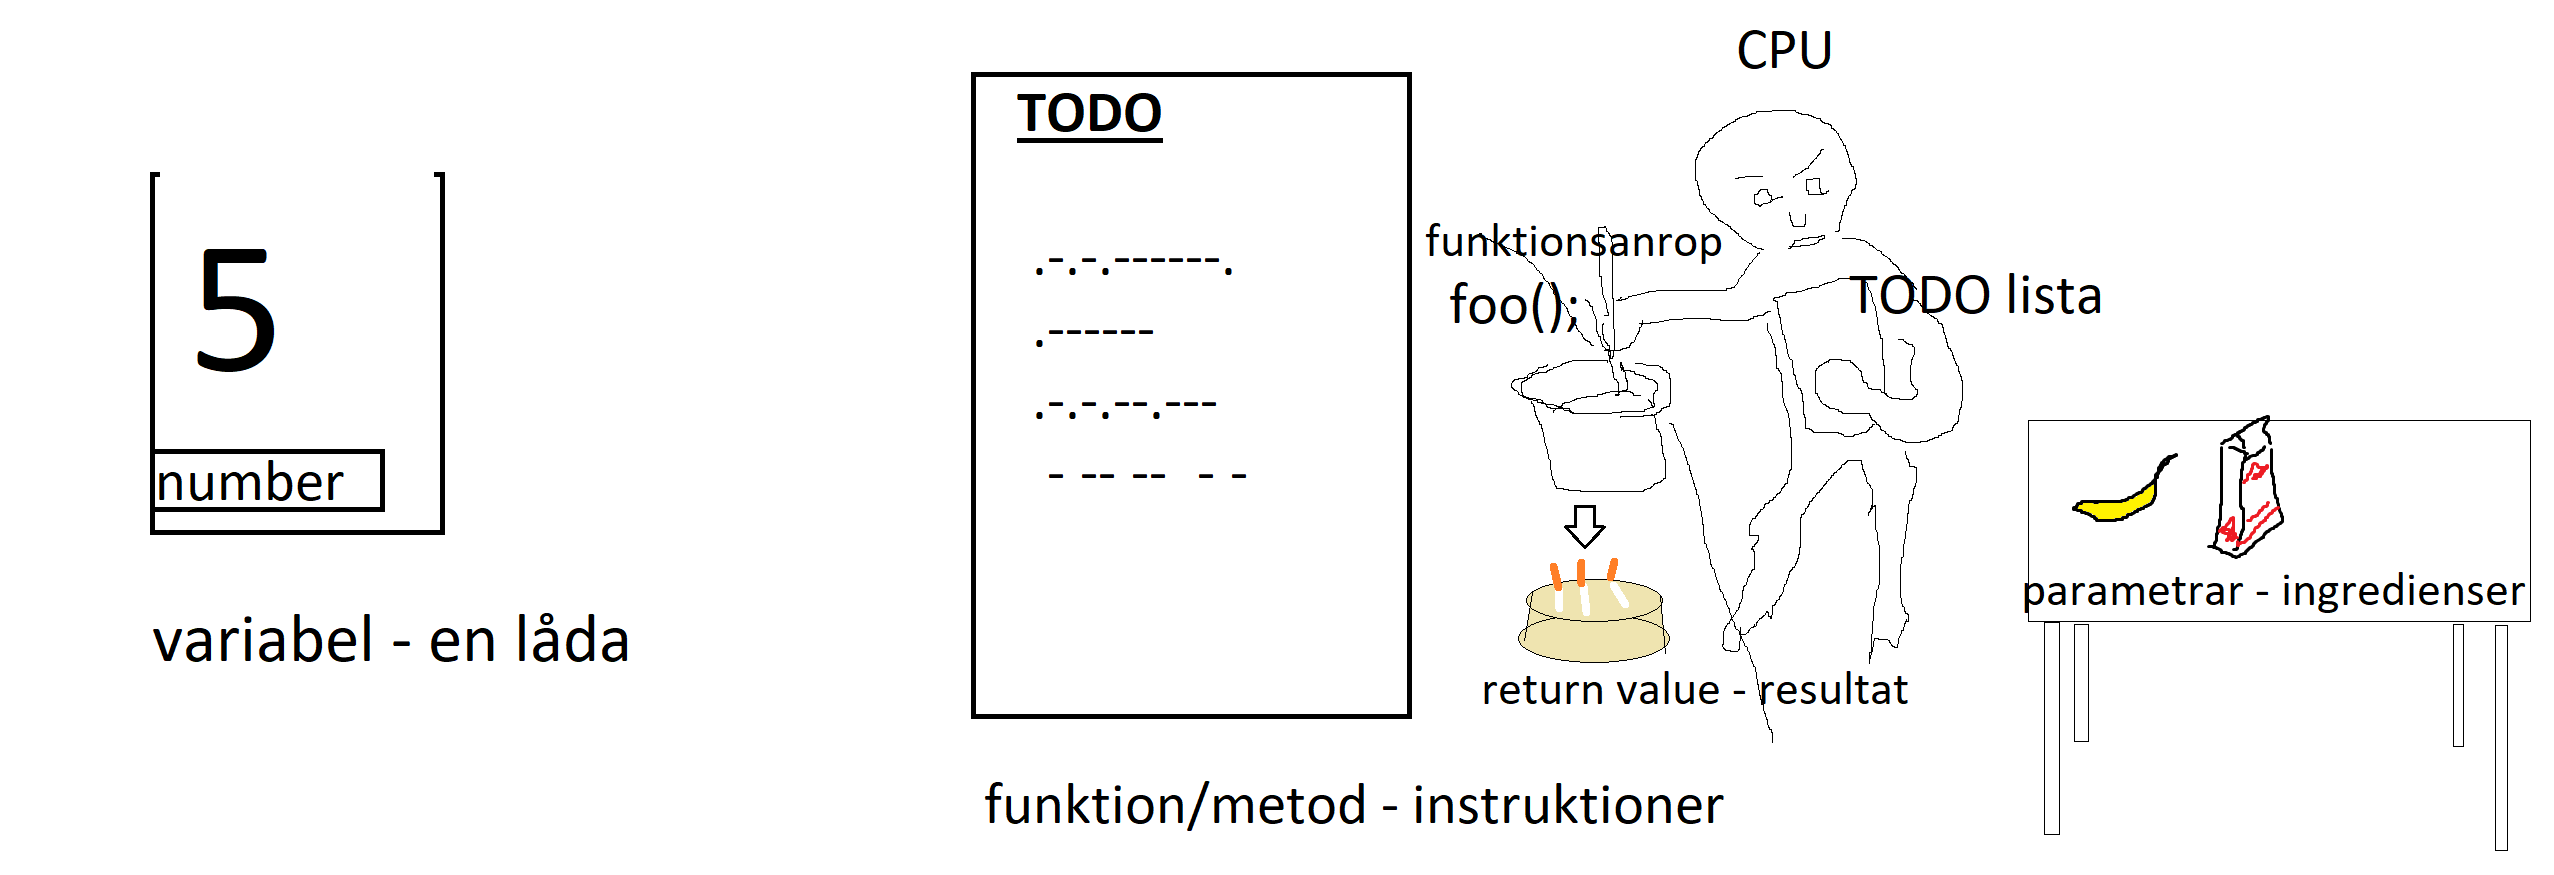 5
number
variabel - en låda
TODO
.-.-.------.
.------
.-.-.--.---
- -- -- - -
funktion/metod - instruktioner
CPU
funktionsanrop
foo();
TODO lista
return value - resultat
parametrar - ingredienser